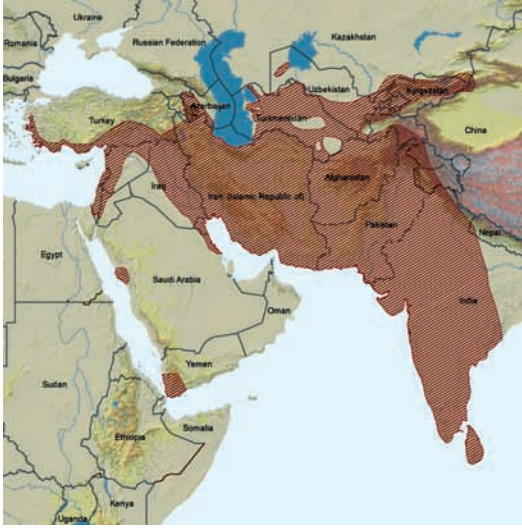 Ukraine
Romania
Russian Federation
Kazakhstan
Bulgaria
Uzbekistan
Kyrgyzstan
Azerbaijan
Turkey
Turkmenistan
China
Iraq
Iran (Islamic Republic of)
Afghanistan
Pakistan
Nepal
Egypt
Saudi Arabia
India
Oman
Yemen
Sudan
Ethiopia
Somalia
Kenya
Uganda